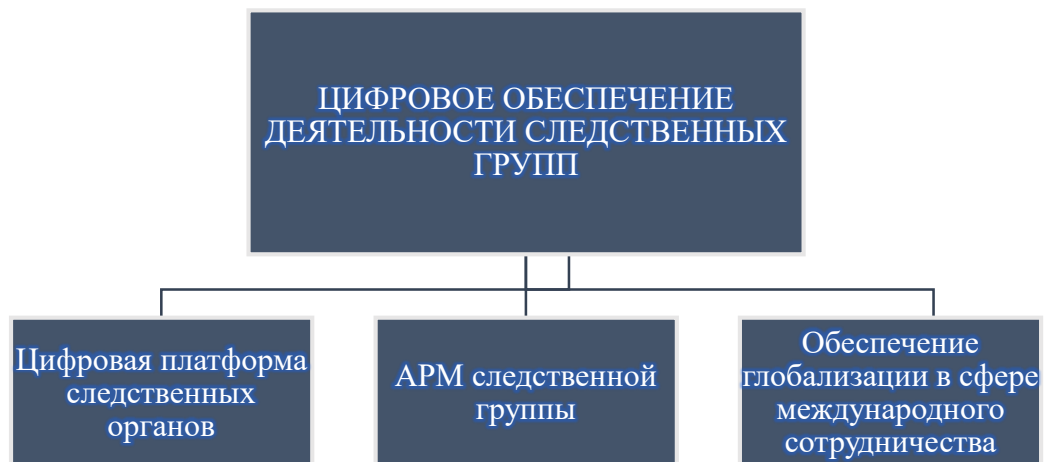 ЦИФРОВОЕ ОБЕСПЕЧЕНИЕ
ДЕЯТЕЛЬНОСТИ СЛЕДСТВЕННЫХ
ГРУПП
Цифровая платформа
следственных
органов
АРМ следственной
группы
Обеспечение
глобализации в сфере
международного
сотрудничества